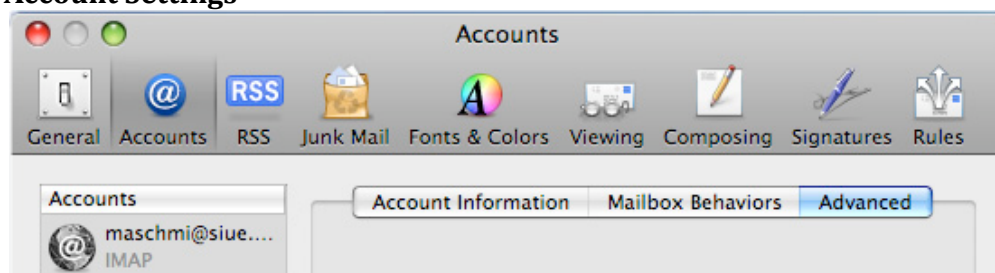 Account Settings
Accounts
RSS
General Accounts RSS Junk Mail Fonts & Colors Viewing Composing Signatures Rules
Accounts
Account Information Mailbox Behaviors Advanced
maschmi@siue....
IMAP